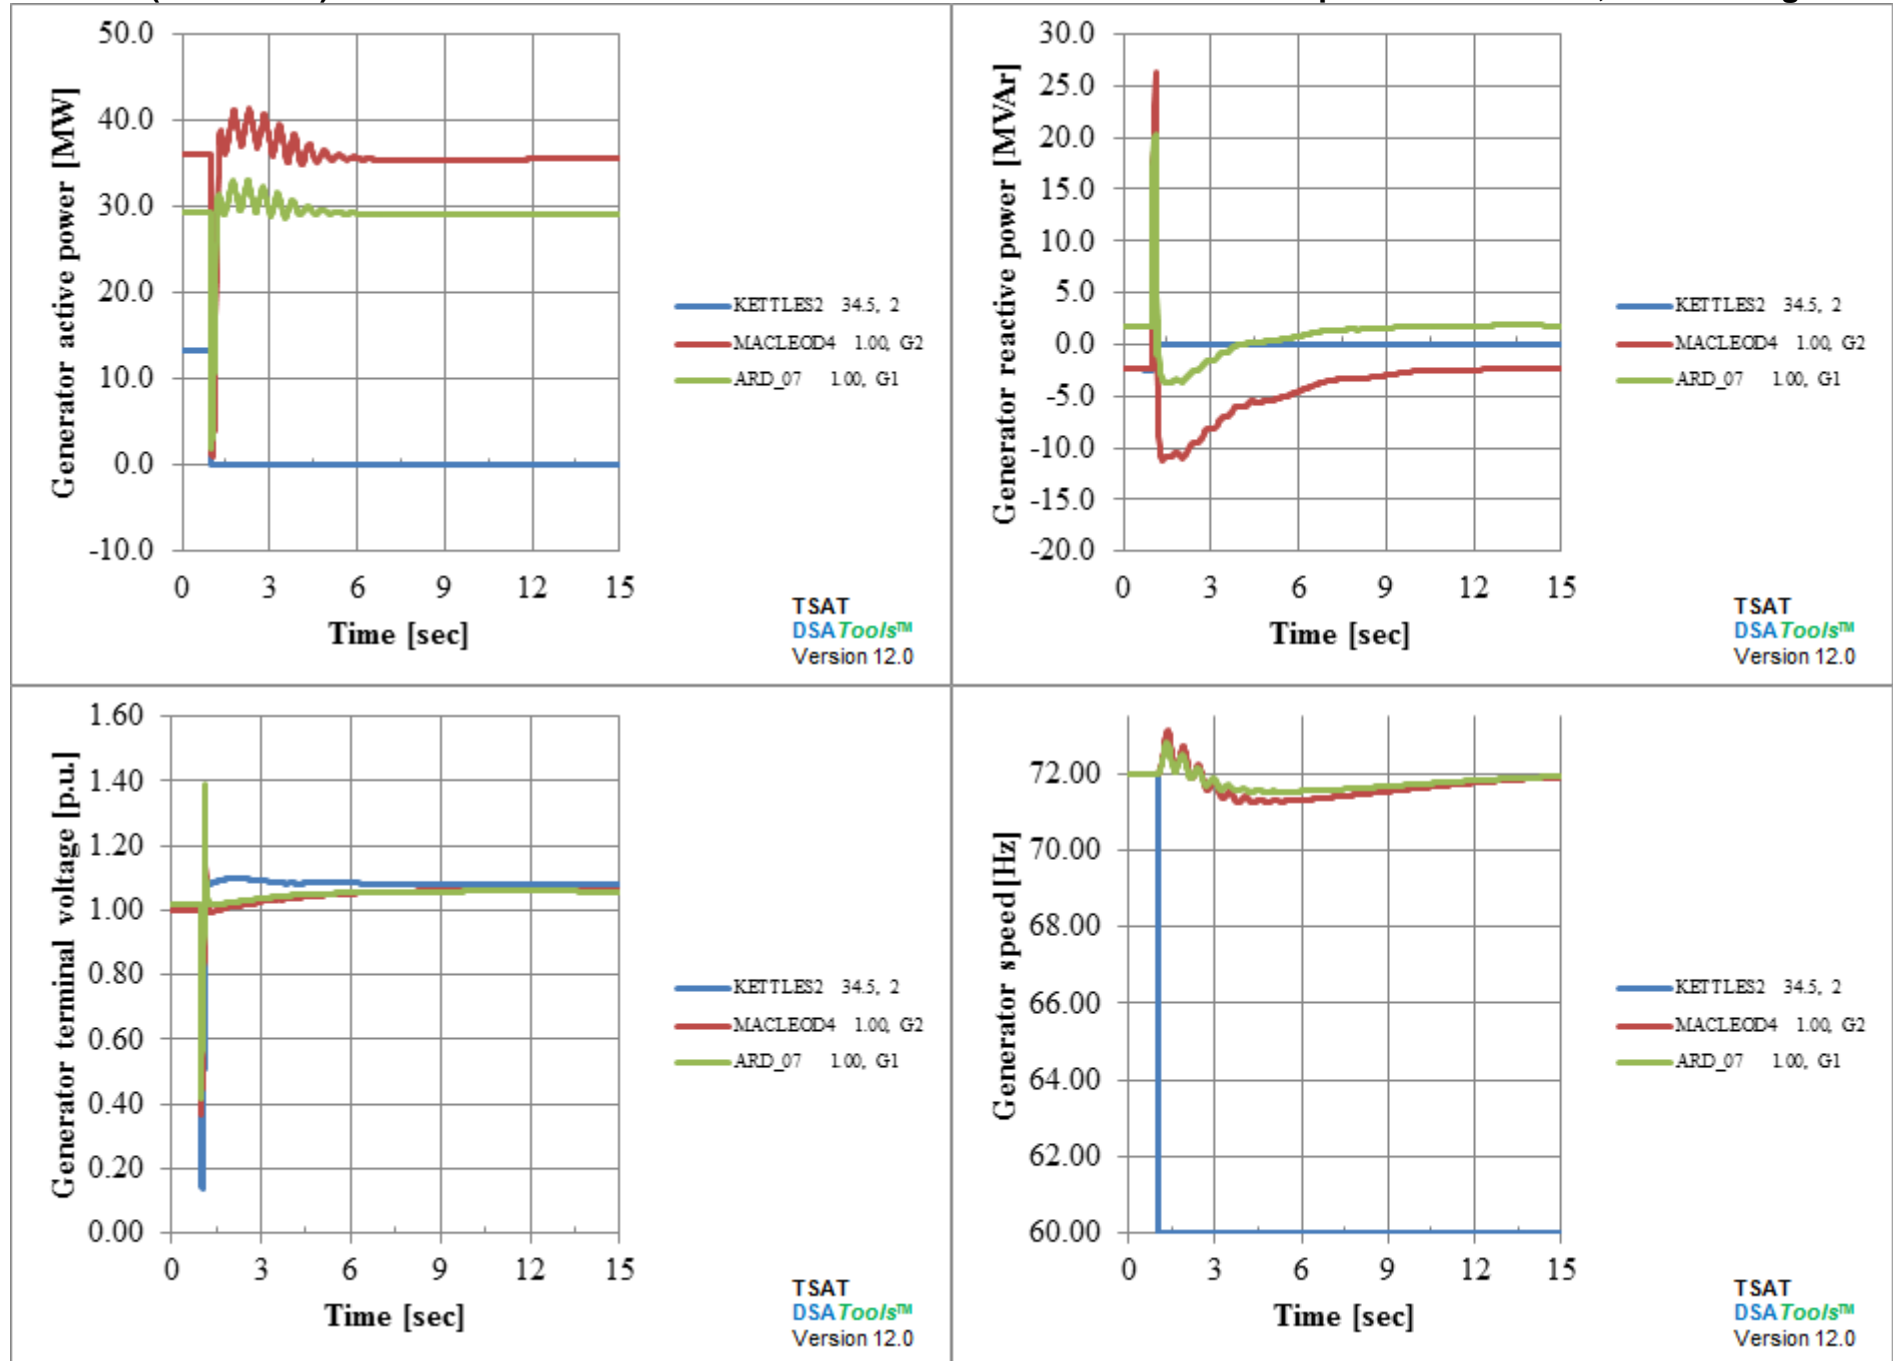 50.0
40.0
30.0
20.0
10.0
0.0
-10.0
Generator active power [MW]
0 3 6 9 12 15
Time [sec]
KETTLES2 34.5, 2
MACLEOD4 1.00, G2
ARD_07 1.00, G1
TSAT
DSATools™
Version 12.0
30.0
25.0
20.0
15.0
10.0
5.0
0.0
-5.0
-10.0
-15.0
-20.0
Generator reactive power [MVAr]
0 3 6 9 12 15
Time [sec]
KETTLES2 34.5, 2
MACLEOD4 1.00, G2
ARD_07 1.00, G1
TSAT
DSATools™
Version 12.0
1.60
1.40
1.20
1.00
0.80
0.60
0.40
0.20
0.00
Generator terminal voltage [p.u.]
0 3 6 9 12 15
Time [sec]
KETTLES2 34.5, 2
MACLEOD4 1.00, G2
ARD_07 1.00, G1
TSAT
DSATools™
Version 12.0
72.00
70.00
68.00
66.00
64.00
62.00
60.00
Generator speed[Hz]
0 3 6 9 12 15
Time [sec]
KETTLES2 34.5, 2
MACLEOD4 1.00, G2
ARD_07 1.00, G1
TSAT
DSATools™
Version 12.0